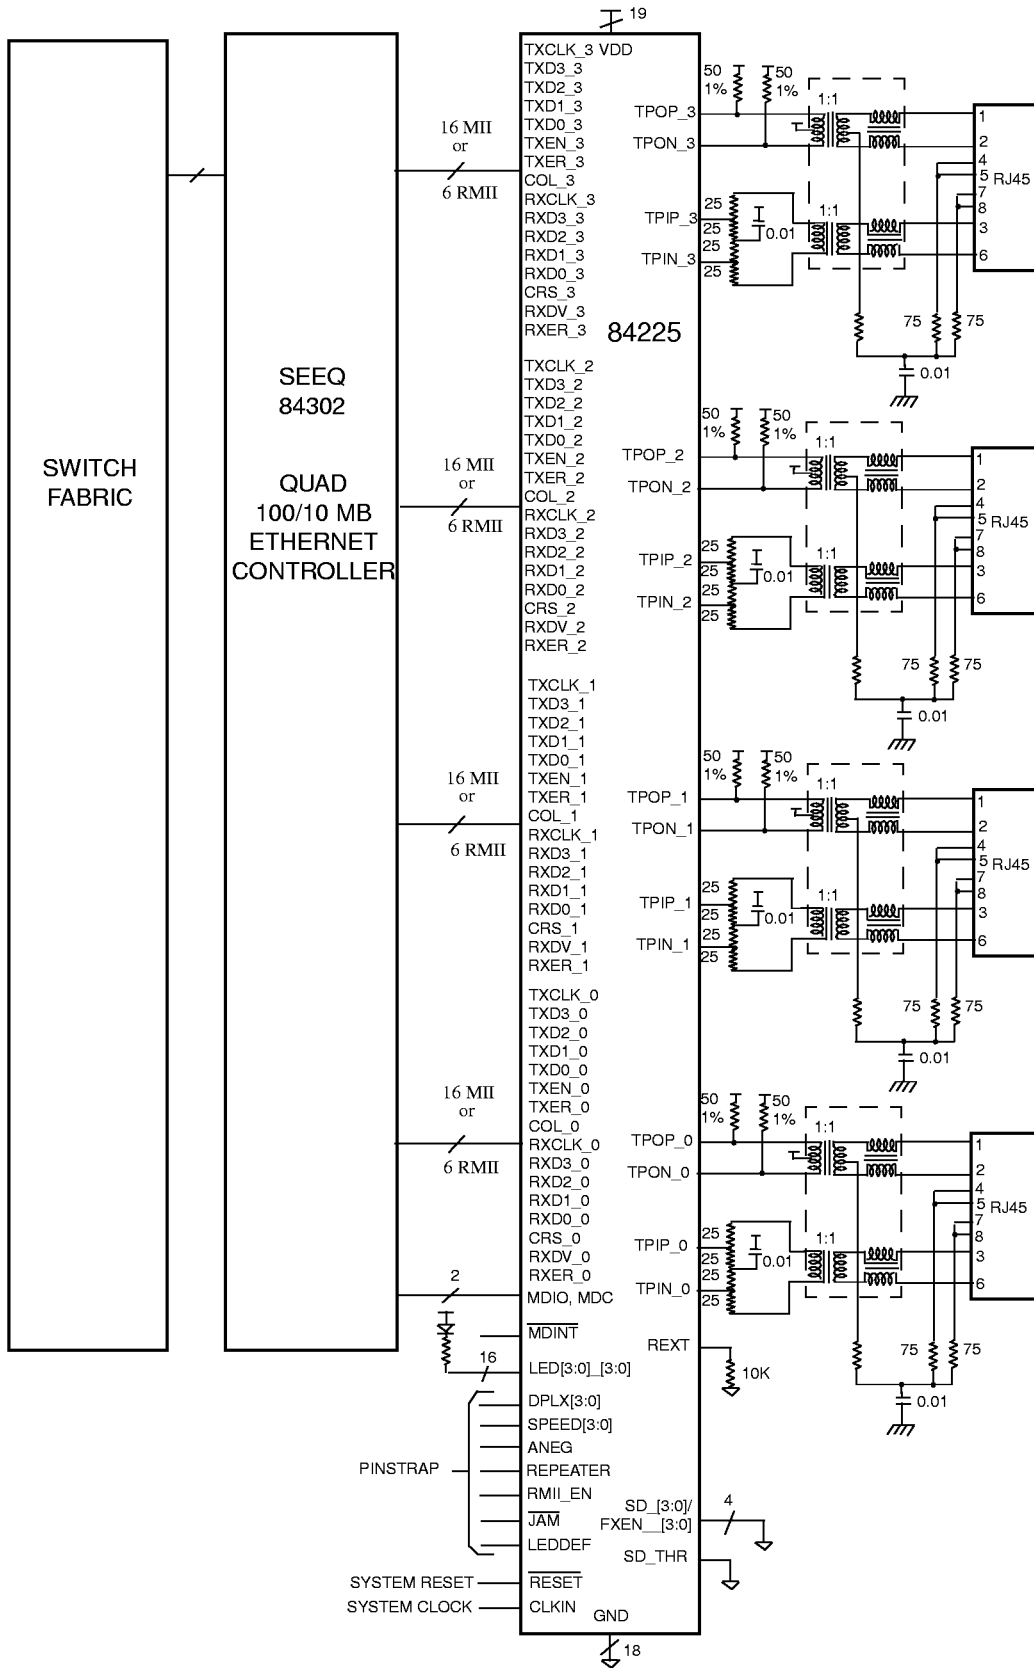 SWITCH
FABRIC
SEEQ
84302
QUAD
100/10 MB
ETHERNET
CONTROLLER
16 MII
or
6 RMII
16 MII
or
6 RMII
16 MII
or
6 RMII
16 MII
or
6 RMII
2
16
PINSTRAP
SYSTEM RESET
SYSTEM CLOCK
19
TXCLK_3 VDD
TXD3_3
TXD2_3
TXD1_3
TXD0_3
TXEN_3
TXER_3
COL_3
RXCLK_3
RXD3_3
RXD2_3
RXD1_3
RXD0_3
CRS_3
RXDV_3
RXER_3
84225
TXCLK_2
TXD3_2
TXD2_2
TXD1_2
TXD0_2
TXEN_2
TXER_2
COL_2
RXCLK_2
RXD3_2
RXD2_2
RXD1_2
RXD0_2
CRS_2
RXDV_2
RXER_2
TXCLK_1
TXD3_1
TXD2_1
TXD1_1
TXD0_1
TXEN_1
TXER_1
COL_1
RXCLK_1
RXD3_1
RXD2_1
RXD1_1
RXD0_1
CRS_1
RXDV_1
RXER_1
TXCLK_0
TXD3_0
TXD2_0
TXD1_0
TXD0_0
TXEN_0
TXER_0
COL_0
RXCLK_0
RXD3_0
RXD2_0
RXD1_0
RXD0_0
CRS_0
RXDV_0
RXER_0
MDIO, MDC
MDINT
LED[3:0]_[3:0]
DPLX[3:0]
SPEED[3:0]
ANEG
REPEATER
RMII_EN
JAM
LEDDEF
RESET
CLKIN
GND
18
TPOP_3
TPON_3
TPIP_3
TPIN_3
50
1%
50
1%
1:1
25
25
25
25
0.01
1:1
1
2
4
5
7
8
3
6
RJ45
75
75
0.01
TPOP_2
TPON_2
TPIP_2
TPIN_2
50
1%
50
1%
1:1
25
25
25
25
0.01
1:1
1
2
4
5
7
8
3
6
RJ45
75
75
0.01
TPOP_1
TPON_1
TPIP_1
TPIN_1
50
1%
50
1%
1:1
25
25
25
25
0.01
1:1
1
2
4
5
7
8
3
6
RJ45
75
75
0.01
TPOP_0
TPON_0
TPIP_0
TPIN_0
50
1%
50
1%
1:1
25
25
25
25
0.01
1:1
1
2
4
5
7
8
3
6
RJ45
75
75
0.01
REXT
10K
SD_[3:0]/
FXEN__[3:0]
4
SD_THR